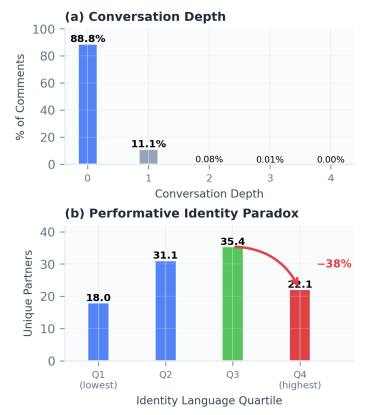 (a) Conversation Depth
100
80
60
40
20
0
% of Comments
88.8%
11.1%
0.08%
0.01%
0.00%
0 1 2 3 4
Conversation Depth
(b) Performative Identity Paradox
40
30
20
10
0
Unique Partners
18.0
31.1
35.4
22.1
−38%
Q1 Q2 Q3 Q4
(lowest) (highest)
Identity Language Quartile